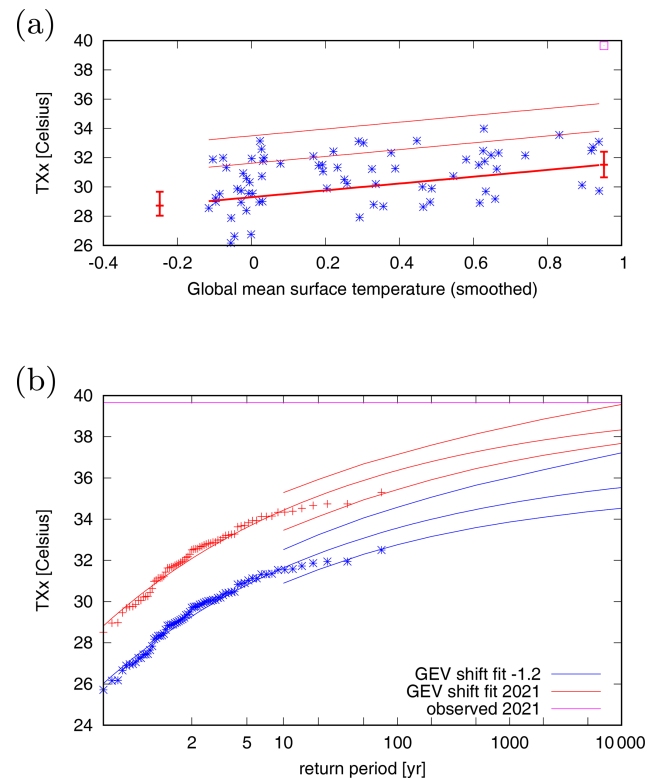 (a)
40
38
36
34
32
30
28
26
TXx [Celsius]
-0.4 -0.2 0 0.2 0.4 0.6 0.8 1
Global mean surface temperature (smoothed)
(b)
40
38
36
34
32
30
28
26
24
TXx [Celsius]
GEV shift fit -1.2
GEV shift fit 2021
observed 2021
2 5 10 100 1000 10 000
return period [yr]